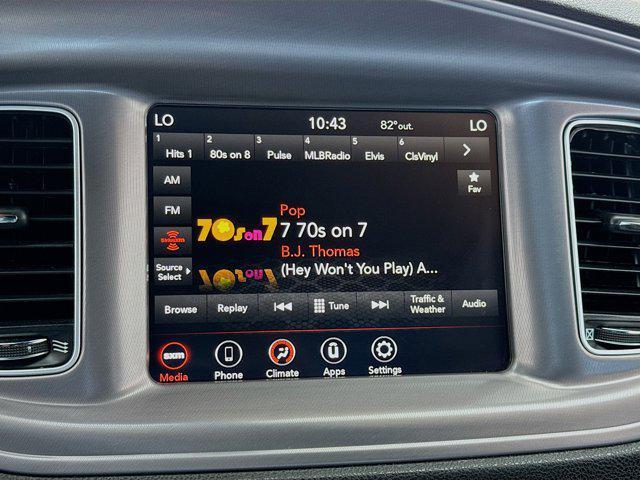 LO 10:43 82°out. LO
1 Hits 1 2 80s on 8 3 Pulse 4 MLBRadio 5 Elvis 6 ClsVinyl
AM
Fav
Pop
FM
70s on 7 7 70s on 7
SiriusXM
B.J. Thomas
Source
Select
(Hey Won't You Play) A...
Browse Replay Tune Traffic & Weather Audio
sxm
Media Phone Climate Apps Settings